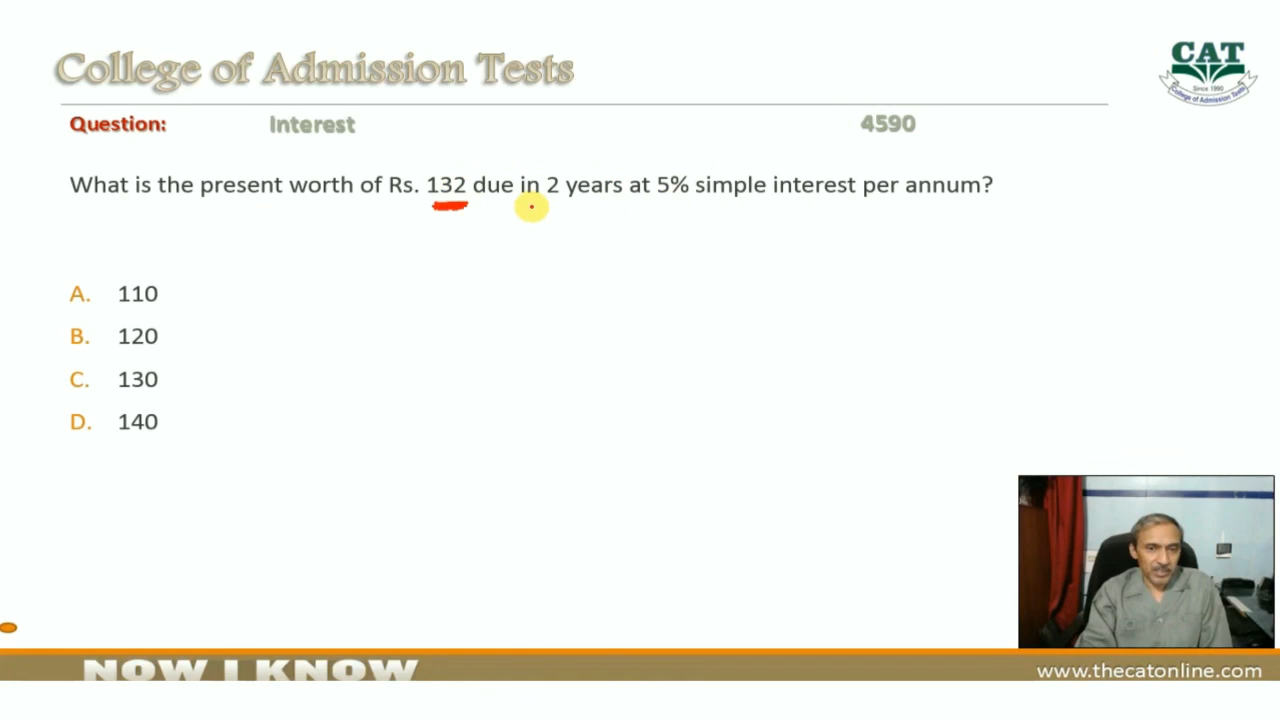 College of Admission Tests
CAT
Since 1990
College of Admission Tests
Question: Interest 4590
What is the present worth of Rs. 132 due in 2 years at 5% simple interest per annum?
A. 110
B. 120
C. 130
D. 140
NOW I KNOW
www.thecatonline.com